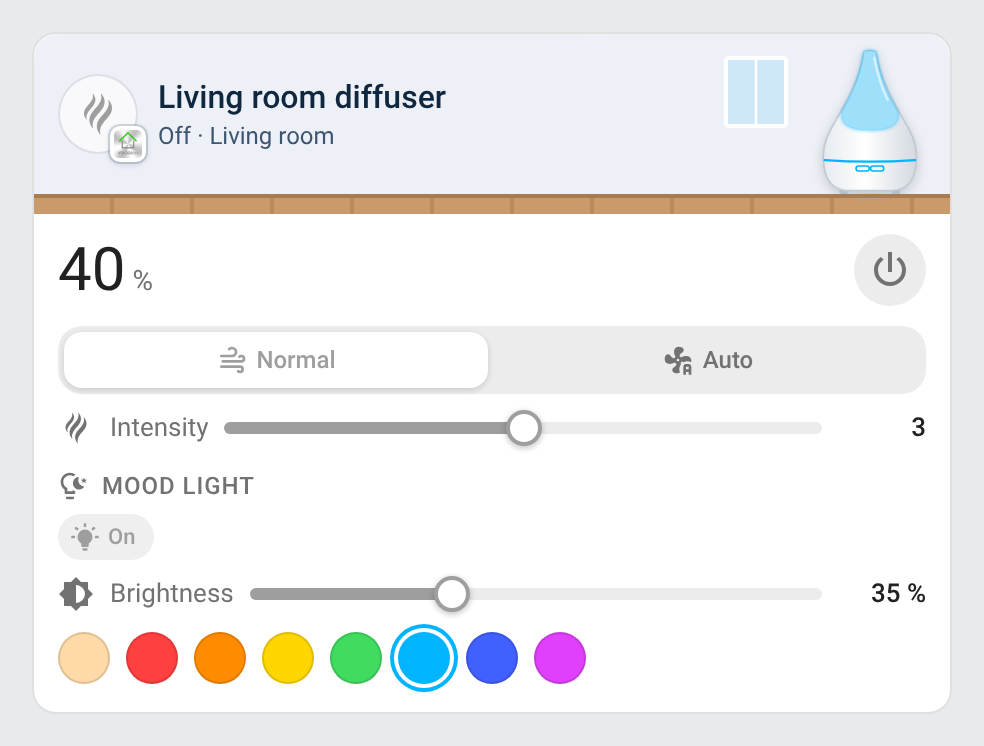 Living room diffuser
Off · Living room
40 %
Normal
Auto
Intensity 3
MOOD LIGHT
On
Brightness 35 %